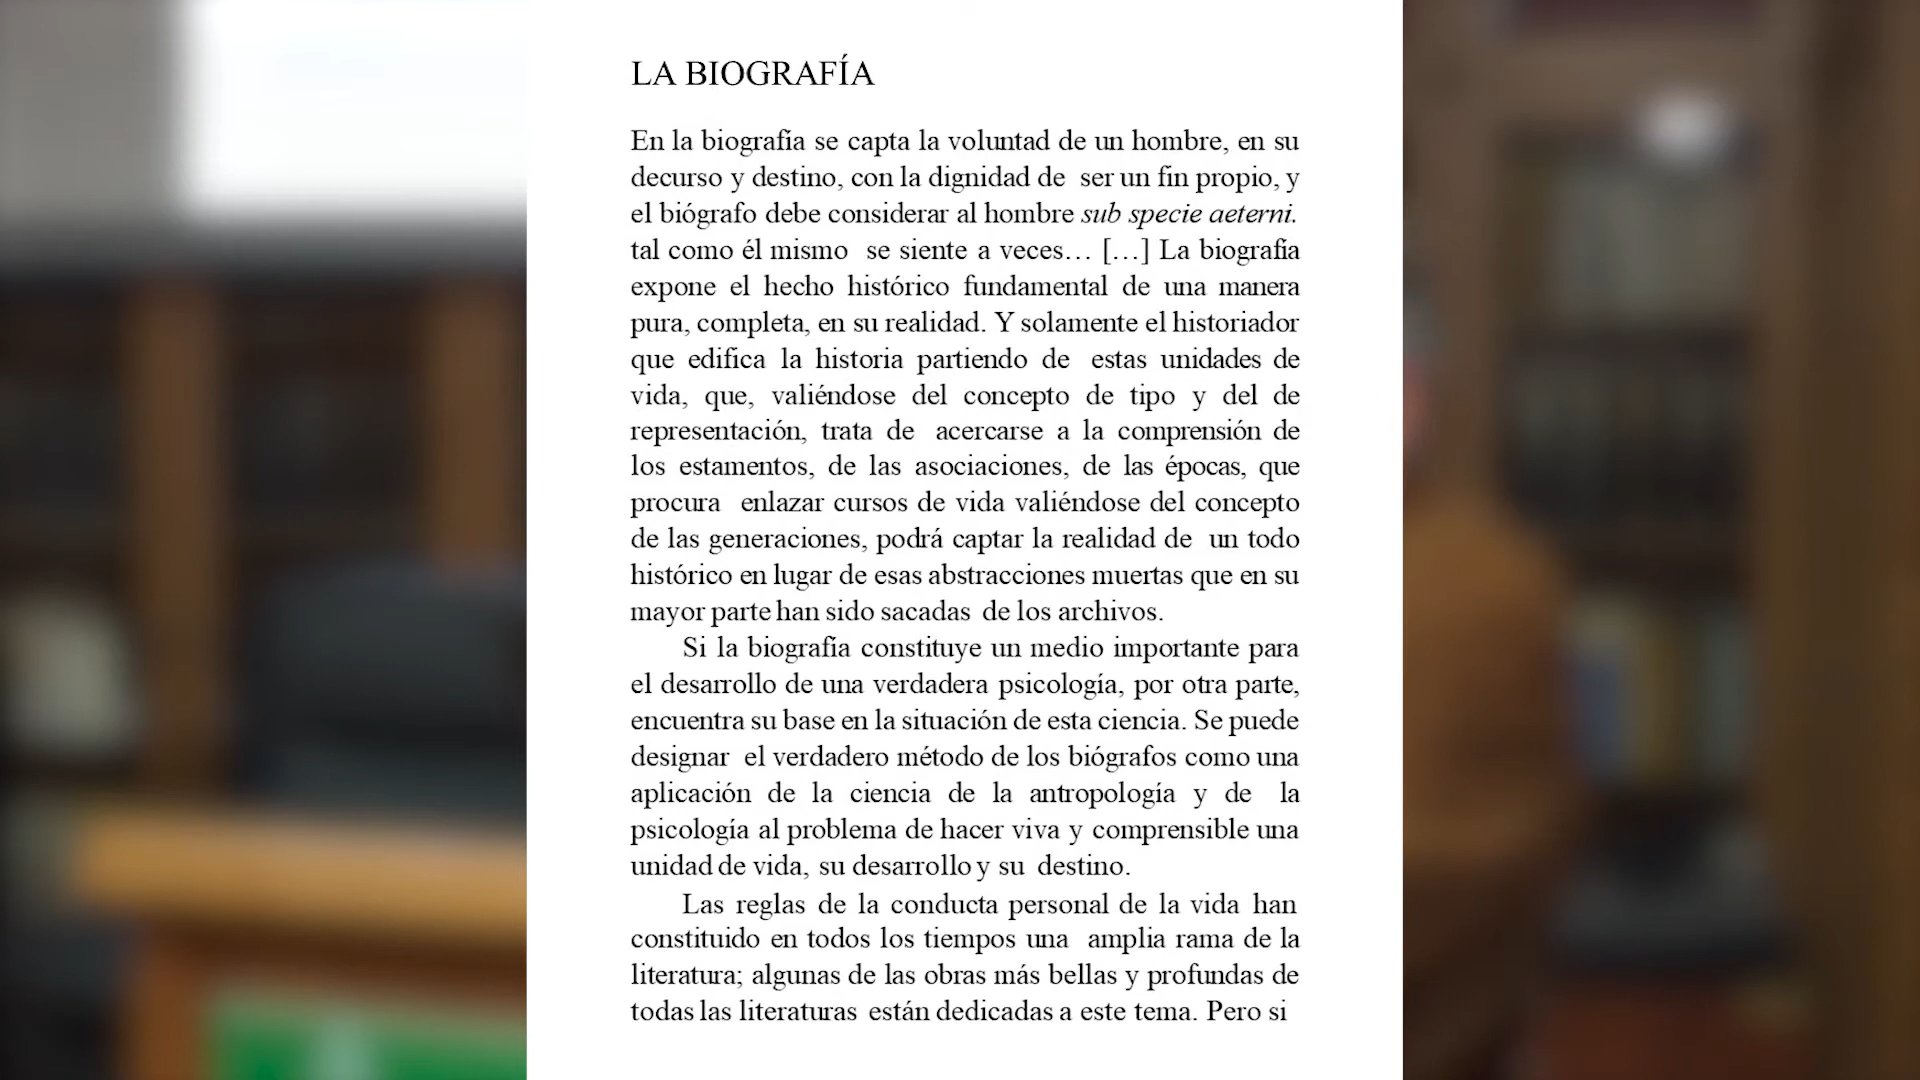 LA BIOGRAFÍA
En la biografía se capta la voluntad de un hombre, en su
decurso y destino, con la dignidad de ser un fin propio, y
el biógrafo debe considerar al hombre sub specie aeterni.
tal como él mismo se siente a veces… […] La biografía
expone el hecho histórico fundamental de una manera
pura, completa, en su realidad. Y solamente el historiador
que edifica la historia partiendo de estas unidades de
vida, que, valiéndose del concepto de tipo y del de
representación, trata de acercarse a la comprensión de
los estamentos, de las asociaciones, de las épocas, que
procura enlazar cursos de vida valiéndose del concepto
de las generaciones, podrá captar la realidad de un todo
histórico en lugar de esas abstracciones muertas que en su
mayor parte han sido sacadas de los archivos.
Si la biografía constituye un medio importante para
el desarrollo de una verdadera psicología, por otra parte,
encuentra su base en la situación de esta ciencia. Se puede
designar el verdadero método de los biógrafos como una
aplicación de la ciencia de la antropología y de la
psicología al problema de hacer viva y comprensible una
unidad de vida, su desarrollo y su destino.
Las reglas de la conducta personal de la vida han
constituido en todos los tiempos una amplia rama de la
literatura; algunas de las obras más bellas y profundas de
todas las literaturas están dedicadas a este tema. Pero si